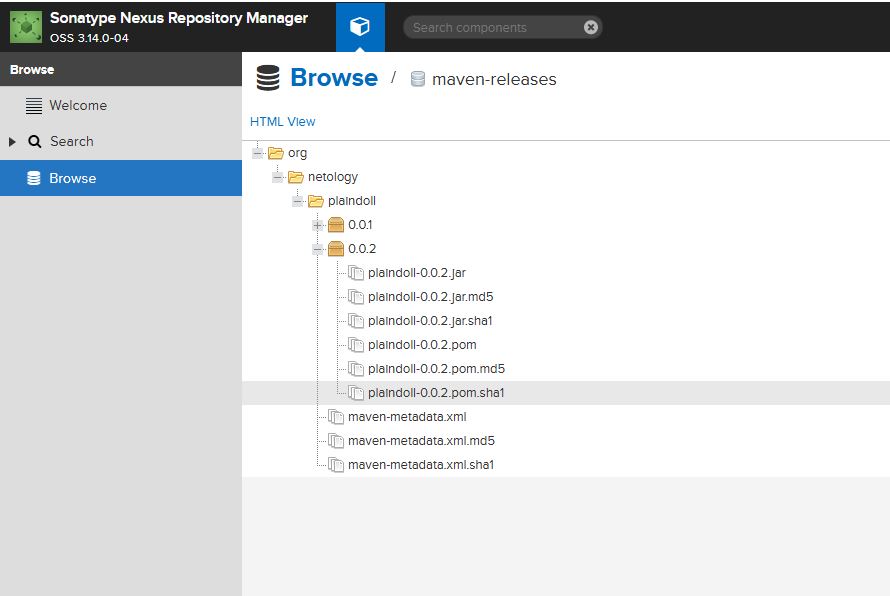 Sonatype Nexus Repository Manager
OSS 3.14.0-04
Search components
Browse
Welcome
Search
Browse
Browse / maven-releases
HTML View
org
netology
plaindoll
0.0.1
0.0.2
plaindoll-0.0.2.jar
plaindoll-0.0.2.jar.md5
plaindoll-0.0.2.jar.sha1
plaindoll-0.0.2.pom
plaindoll-0.0.2.pom.md5
plaindoll-0.0.2.pom.sha1
maven-metadata.xml
maven-metadata.xml.md5
maven-metadata.xml.sha1